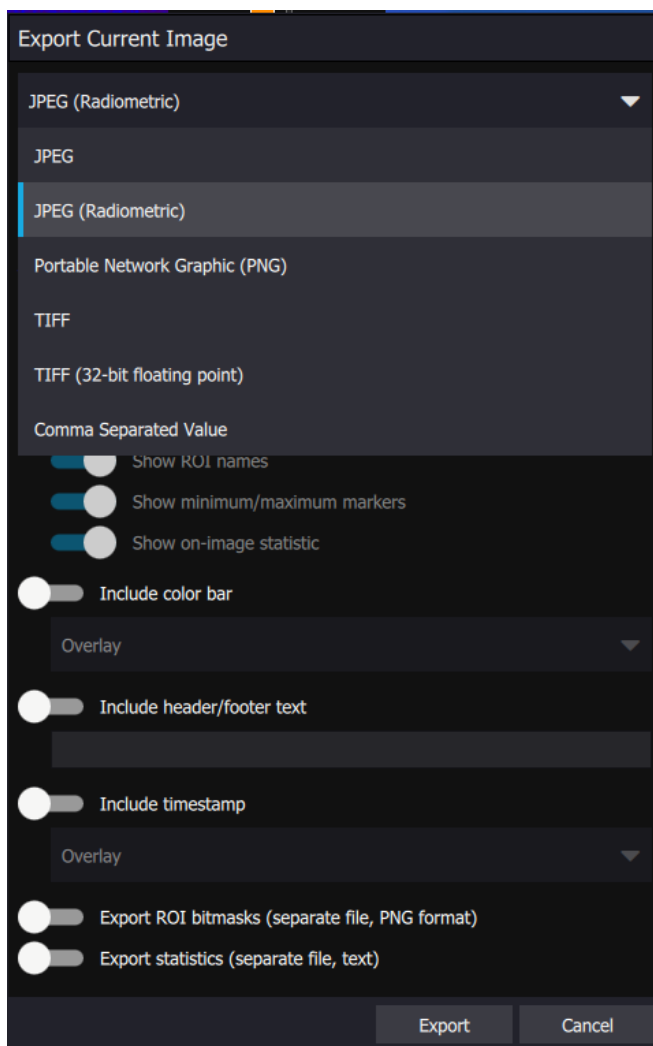 Export Current Image
JPEG (Radiometric)
JPEG
JPEG (Radiometric)
Portable Network Graphic (PNG)
TIFF
TIFF (32-bit floating point)
Comma Separated Value
Show ROI names
Show minimum/maximum markers
Show on-image statistic
Include color bar
Overlay
Include header/footer text
Include timestamp
Overlay
Export ROI bitmasks (separate file, PNG format)
Export statistics (separate file, text)
Export Cancel